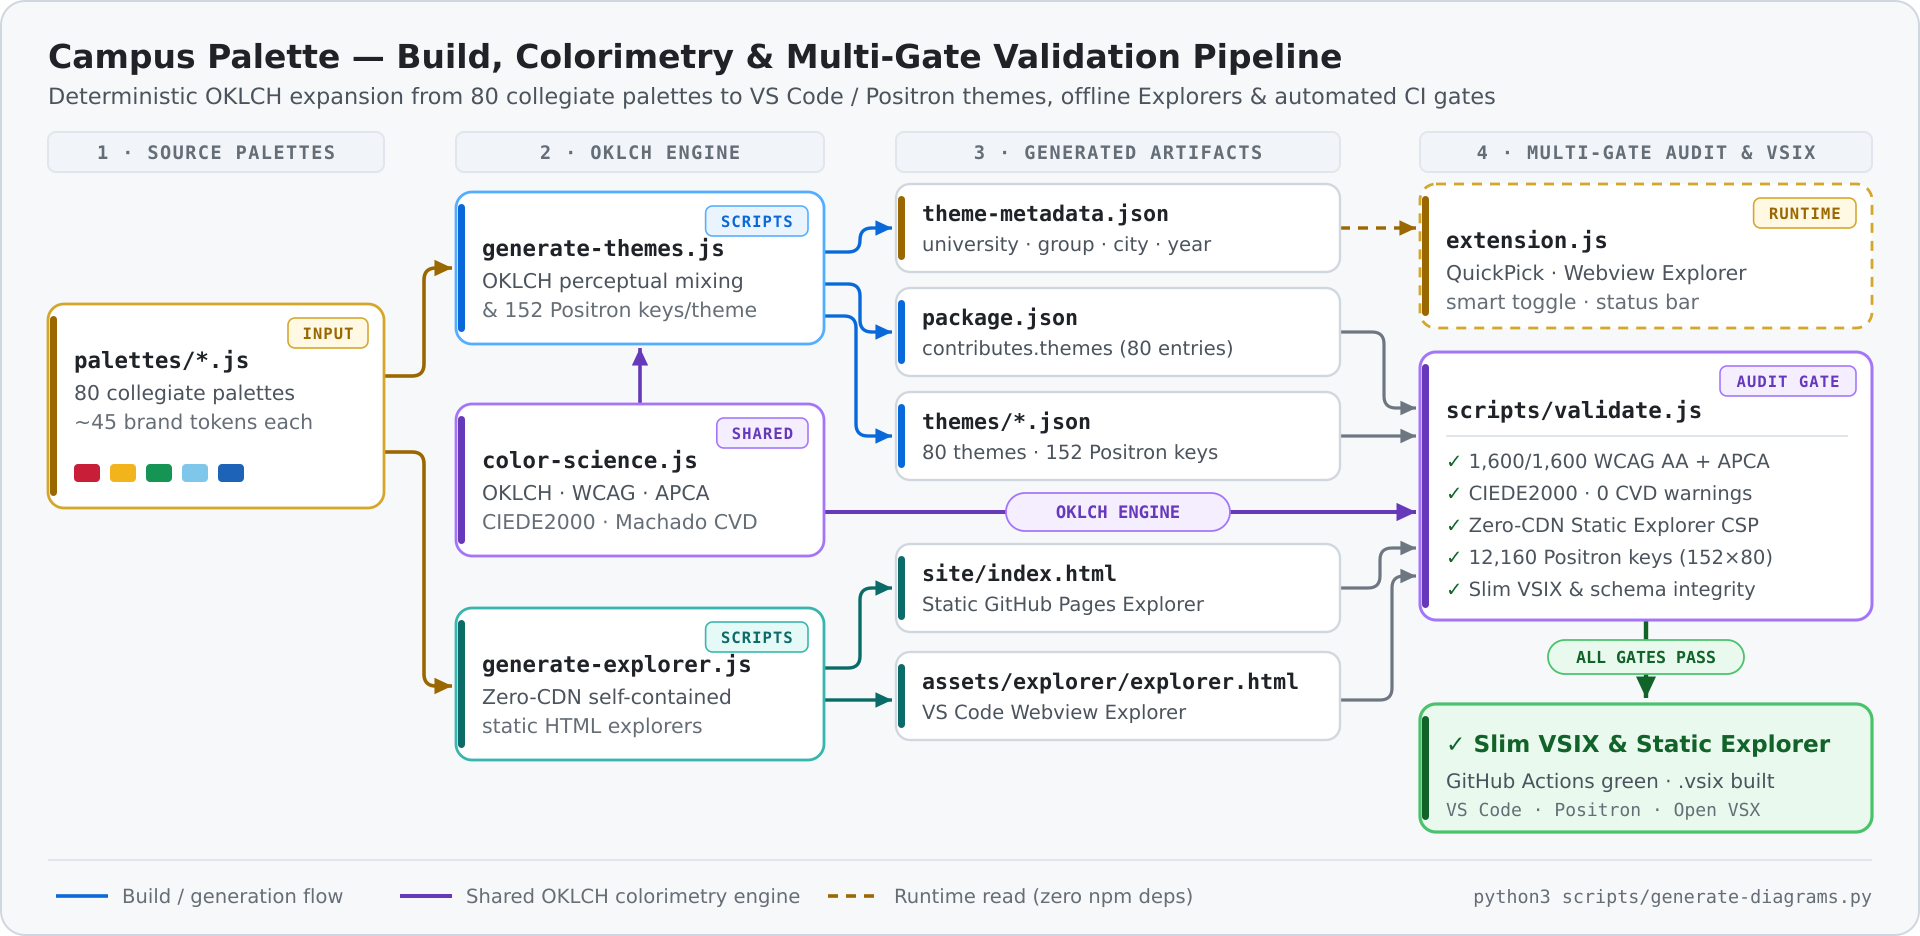 Campus Palette — Build, Colorimetry & Multi-Gate Validation Pipeline
Deterministic OKLCH expansion from 80 collegiate palettes to VS Code / Positron themes, offline Explorers & automated CI gates
1 · SOURCE PALETTES
INPUT
palettes/*.js
80 collegiate palettes
~45 brand tokens each
2 · OKLCH ENGINE
SCRIPTS
generate-themes.js
OKLCH perceptual mixing
& 152 Positron keys/theme
SHARED
color-science.js
OKLCH · WCAG · APCA
CIEDE2000 · Machado CVD
SCRIPTS
generate-explorer.js
Zero-CDN self-contained
static HTML explorers
3 · GENERATED ARTIFACTS
theme-metadata.json
university · group · city · year
package.json
contributes.themes (80 entries)
themes/*.json
80 themes · 152 Positron keys
OKLCH ENGINE
site/index.html
Static GitHub Pages Explorer
assets/explorer/explorer.html
VS Code Webview Explorer
4 · MULTI-GATE AUDIT & VSIX
RUNTIME
extension.js
QuickPick · Webview Explorer
smart toggle · status bar
AUDIT GATE
scripts/validate.js
✓ 1,600/1,600 WCAG AA + APCA
✓ CIEDE2000 · 0 CVD warnings
✓ Zero-CDN Static Explorer CSP
✓ 12,160 Positron keys (152×80)
✓ Slim VSIX & schema integrity
ALL GATES PASS
✓ Slim VSIX & Static Explorer
GitHub Actions green · .vsix built
VS Code · Positron · Open VSX
Build / generation flow
Shared OKLCH colorimetry engine
Runtime read (zero npm deps)
python3 scripts/generate-diagrams.py